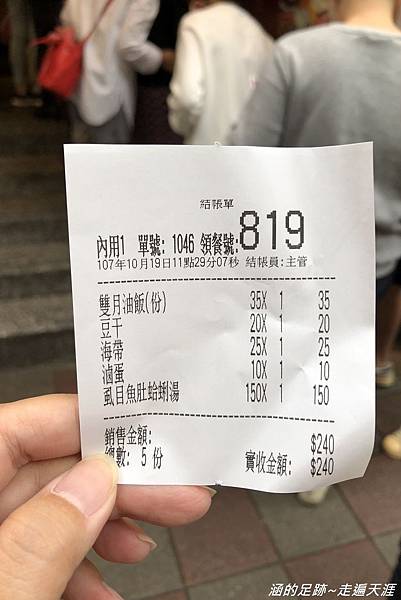 結帳單
內用1 單號: 1046 領餐號:819
107年10月19日11點29分07秒 結帳員:主管
雙月油飯(份) 35X 1 35
豆干 20X 1 20
海帶 25X 1 25
滷蛋 10X 1 10
虱目魚肚蛤蜊湯 150X 1 150
銷售金額: $240
總數: 5 份 實收金額: $240
涵的足跡~走遍天涯